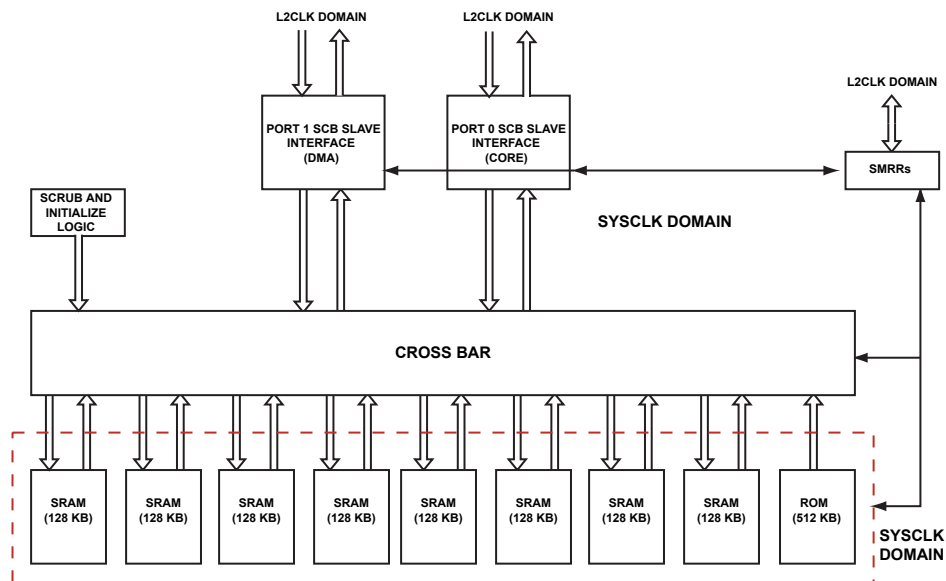 L2CLK DOMAIN
L2CLK DOMAIN
L2CLK DOMAIN
PORT 1 SCB SLAVE
INTERFACE
(DMA)
PORT 0 SCB SLAVE
INTERFACE
(CORE)
SMRRs
SCRUB AND
INITIALIZE
LOGIC
SYSCLK DOMAIN
CROSS BAR
SRAM
(128 KB)
SRAM
(128 KB)
SRAM
(128 KB)
SRAM
(128 KB)
SRAM
(128 KB)
SRAM
(128 KB)
SRAM
(128 KB)
SRAM
(128 KB)
ROM
(512 KB)
SYSCLK
DOMAIN